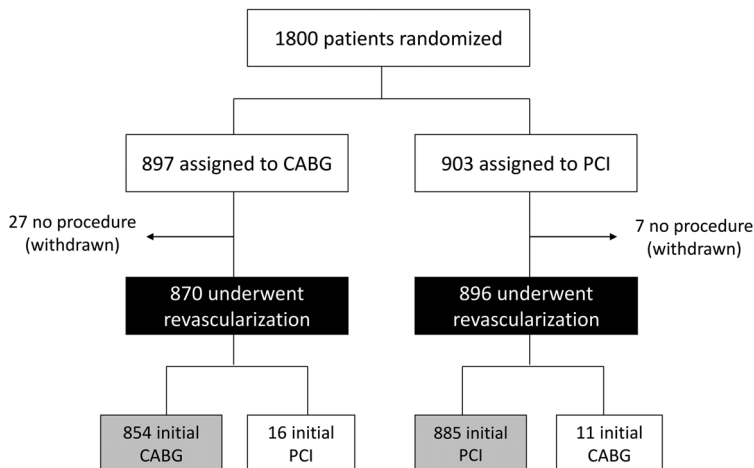 1800 patients randomized
897 assigned to CABG
903 assigned to PCI
27 no procedure
(withdrawn)
7 no procedure
(withdrawn)
870 underwent
revascularization
896 underwent
revascularization
854 initial
CABG
16 initial
PCI
885 initial
PCI
11 initial
CABG